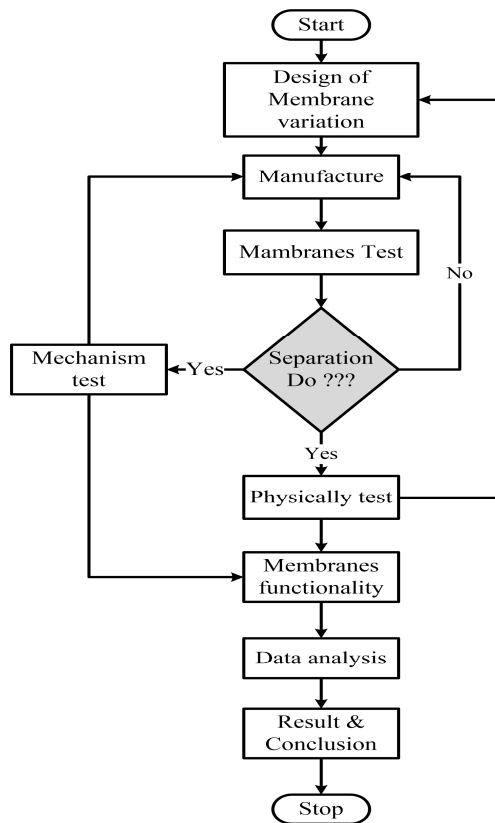 Start
Design of
Membrane
variation
Manufacture
Mambranes Test
No
Separation
Do ???
Yes
Mechanism
test
Yes
Physically test
Membranes
functionality
Data analysis
Result &
Conclusion
Stop